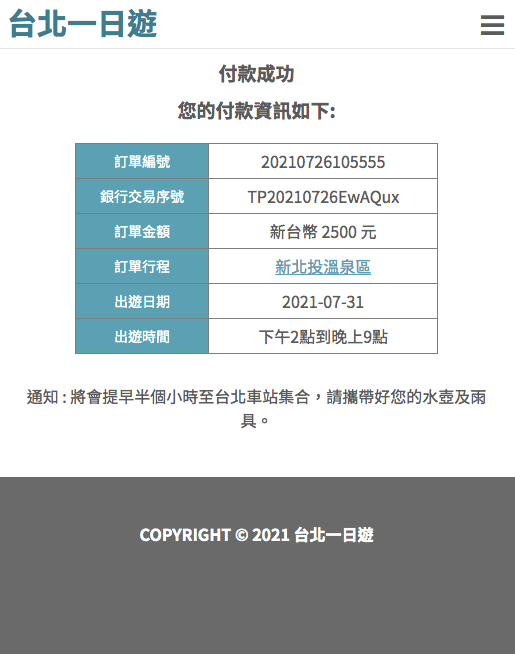 台北一日遊
付款成功
您的付款資訊如下:
訂單編號 20210726105555
銀行交易序號 TP20210726EwAQux
訂單金額 新台幣 2500 元
訂單行程 新北投溫泉區
出遊日期 2021-07-31
出遊時間 下午2點到晚上9點
通知 : 將會提早半個小時至台北車站集合，請攜帶好您的水壺及雨
具。
COPYRIGHT © 2021 台北一日遊